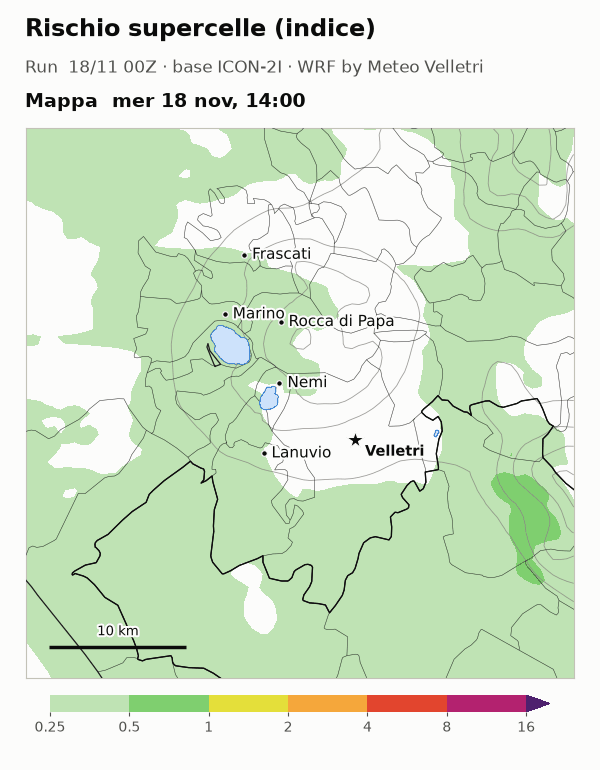 Rischio supercelle (indice)
Run 18/11 00Z · base ICON-2I · WRF by Meteo Velletri
Mappa mer 18 nov, 14:00
Frascati
Marino
Rocca di Papa
Nemi
Velletri
Lanuvio
10 km
0.25 0.5 1 2 4 8 16